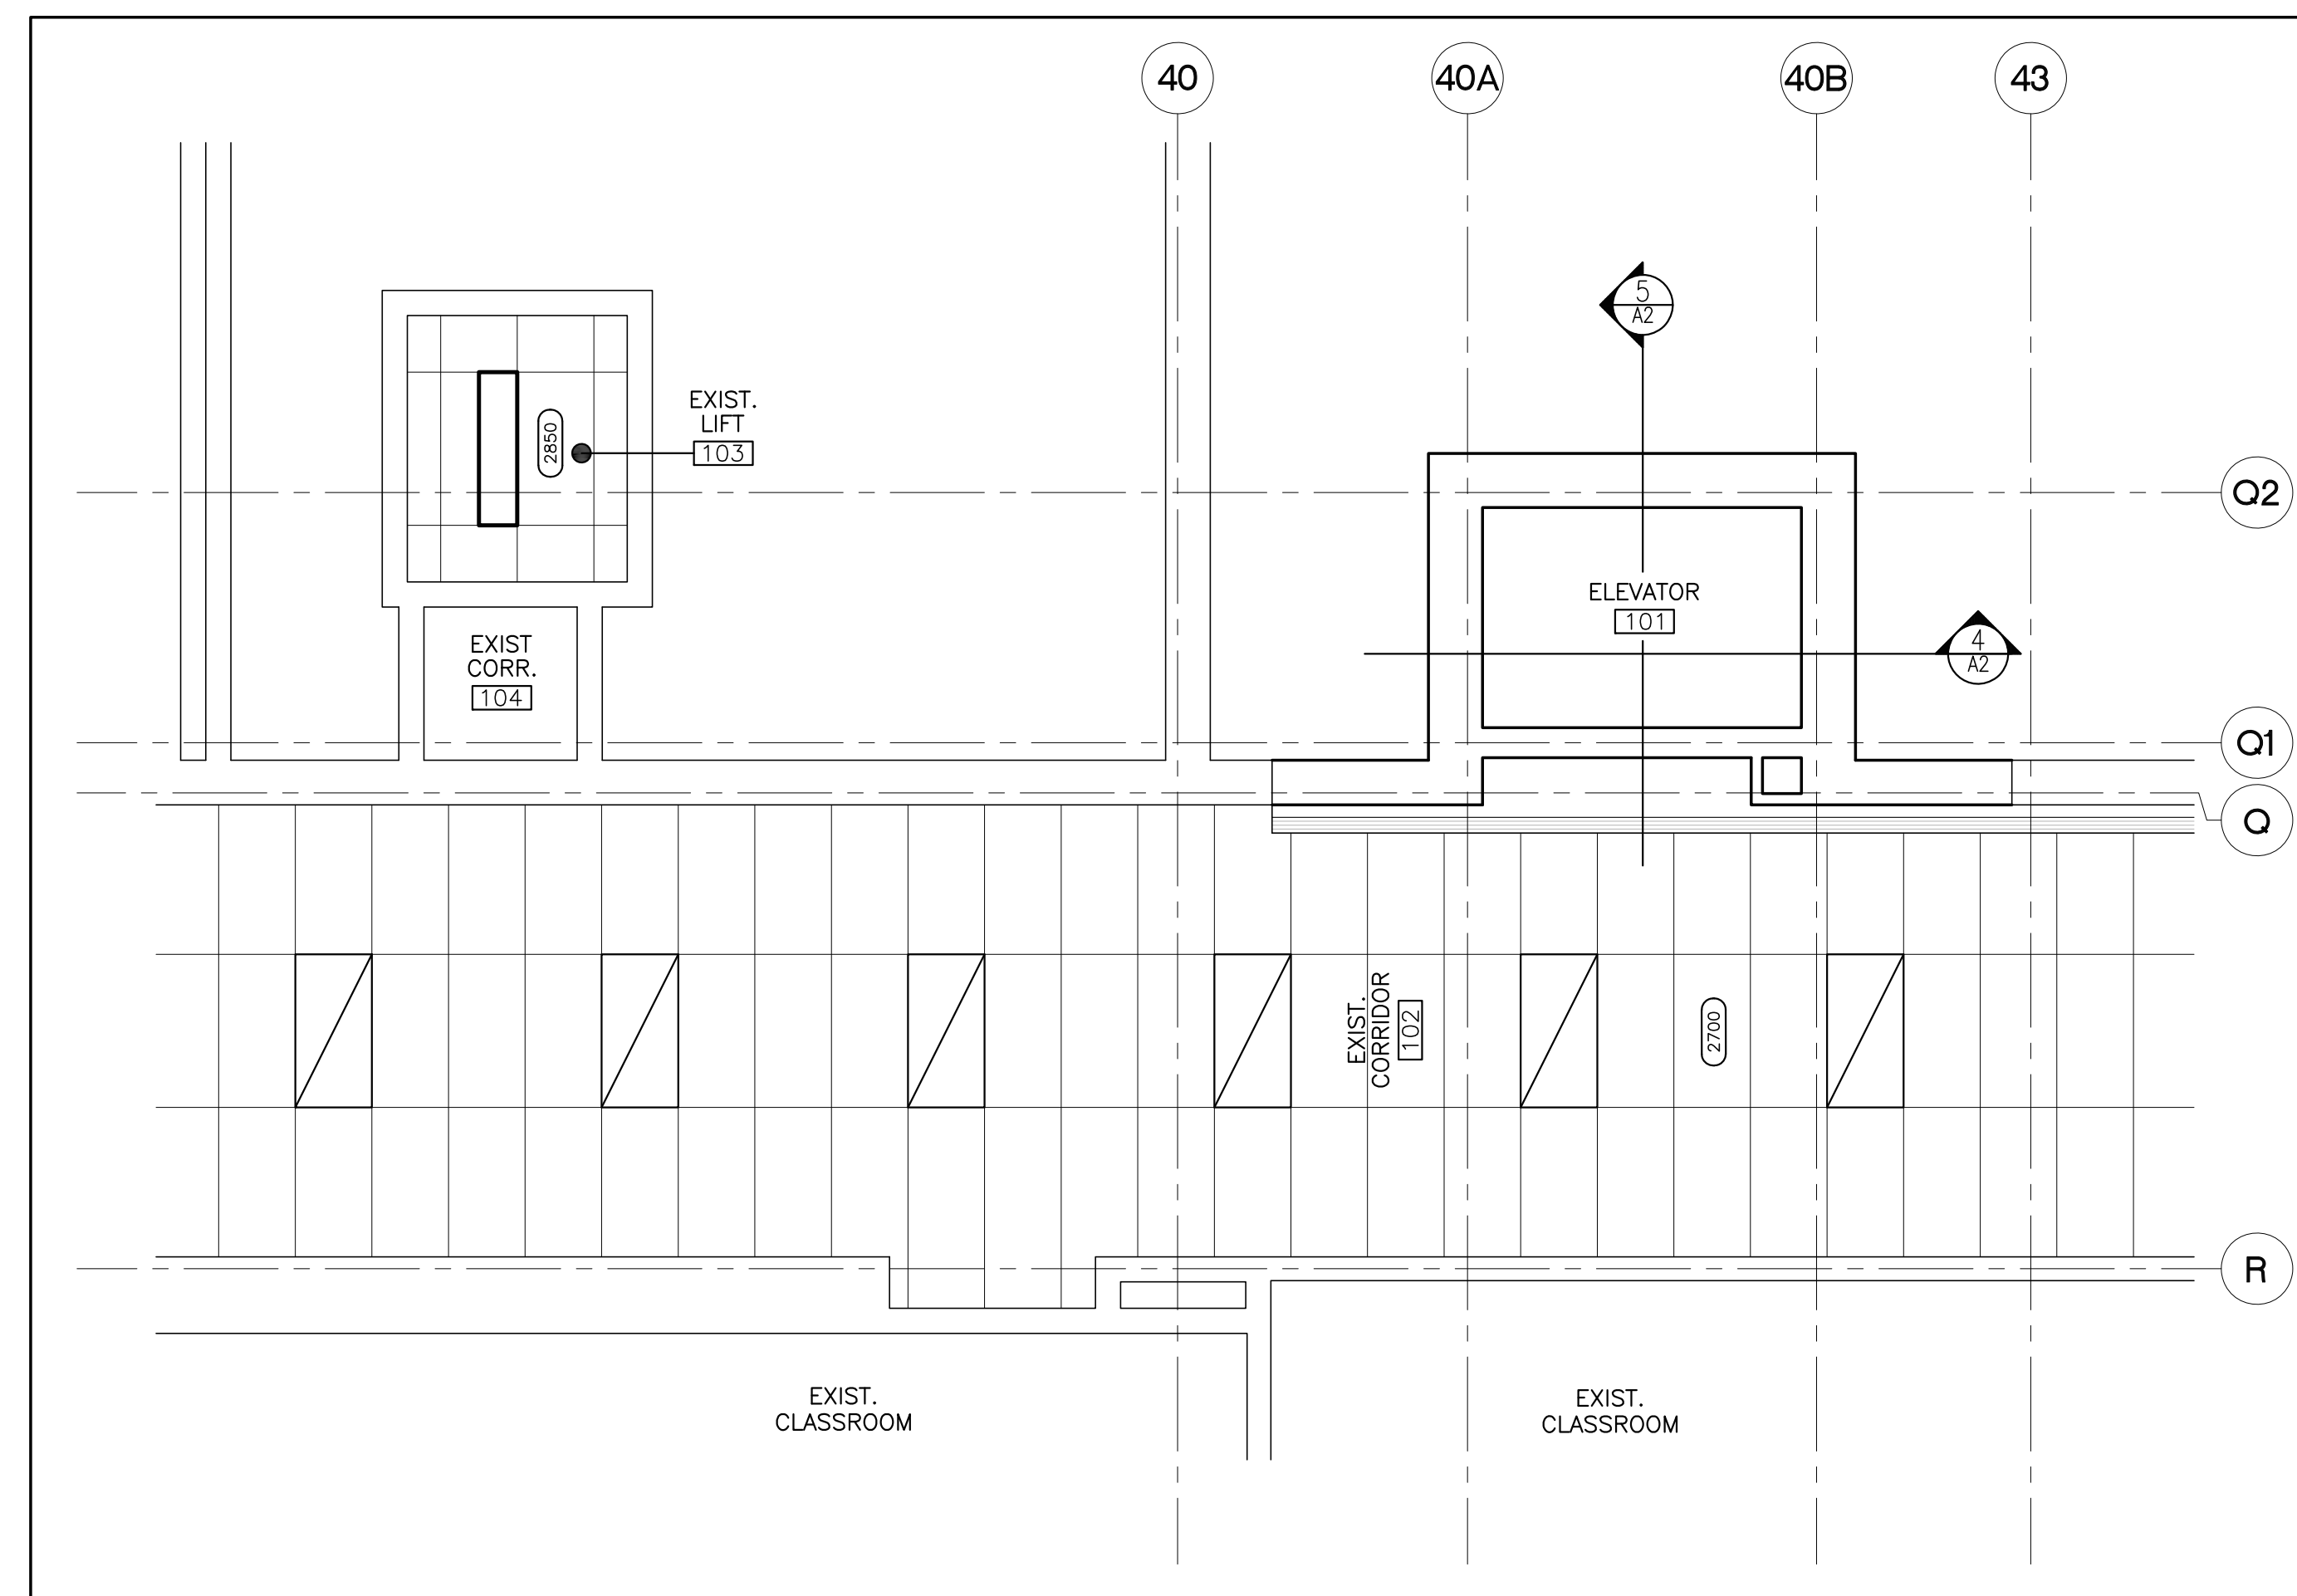 40
40A
40B
43
5
A2
EXIST.
LIFT
103
2850
Q2
ELEVATOR
101
4
A2
EXIST
CORR.
104
Q1
Q
EXIST.
CORRIDOR
102
2700
R
EXIST.
CLASSROOM
EXIST.
CLASSROOM